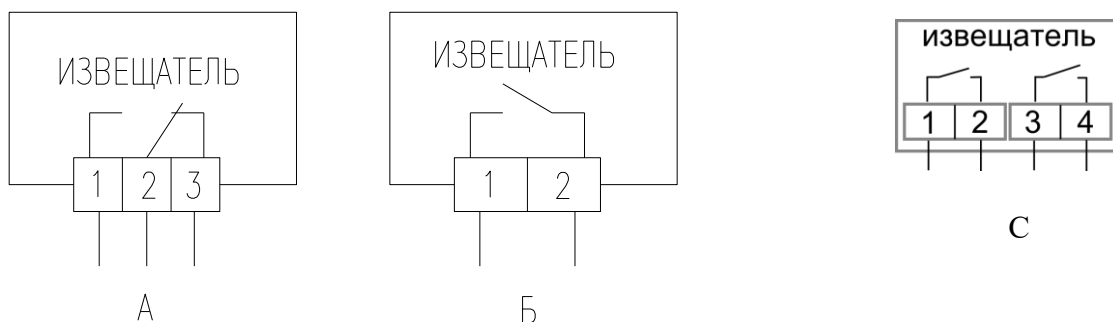 ИЗВЕЩАТЕЛЬ
1 2 3
А
ИЗВЕЩАТЕЛЬ
1 2
Б
извещатель
1 2 3 4
С